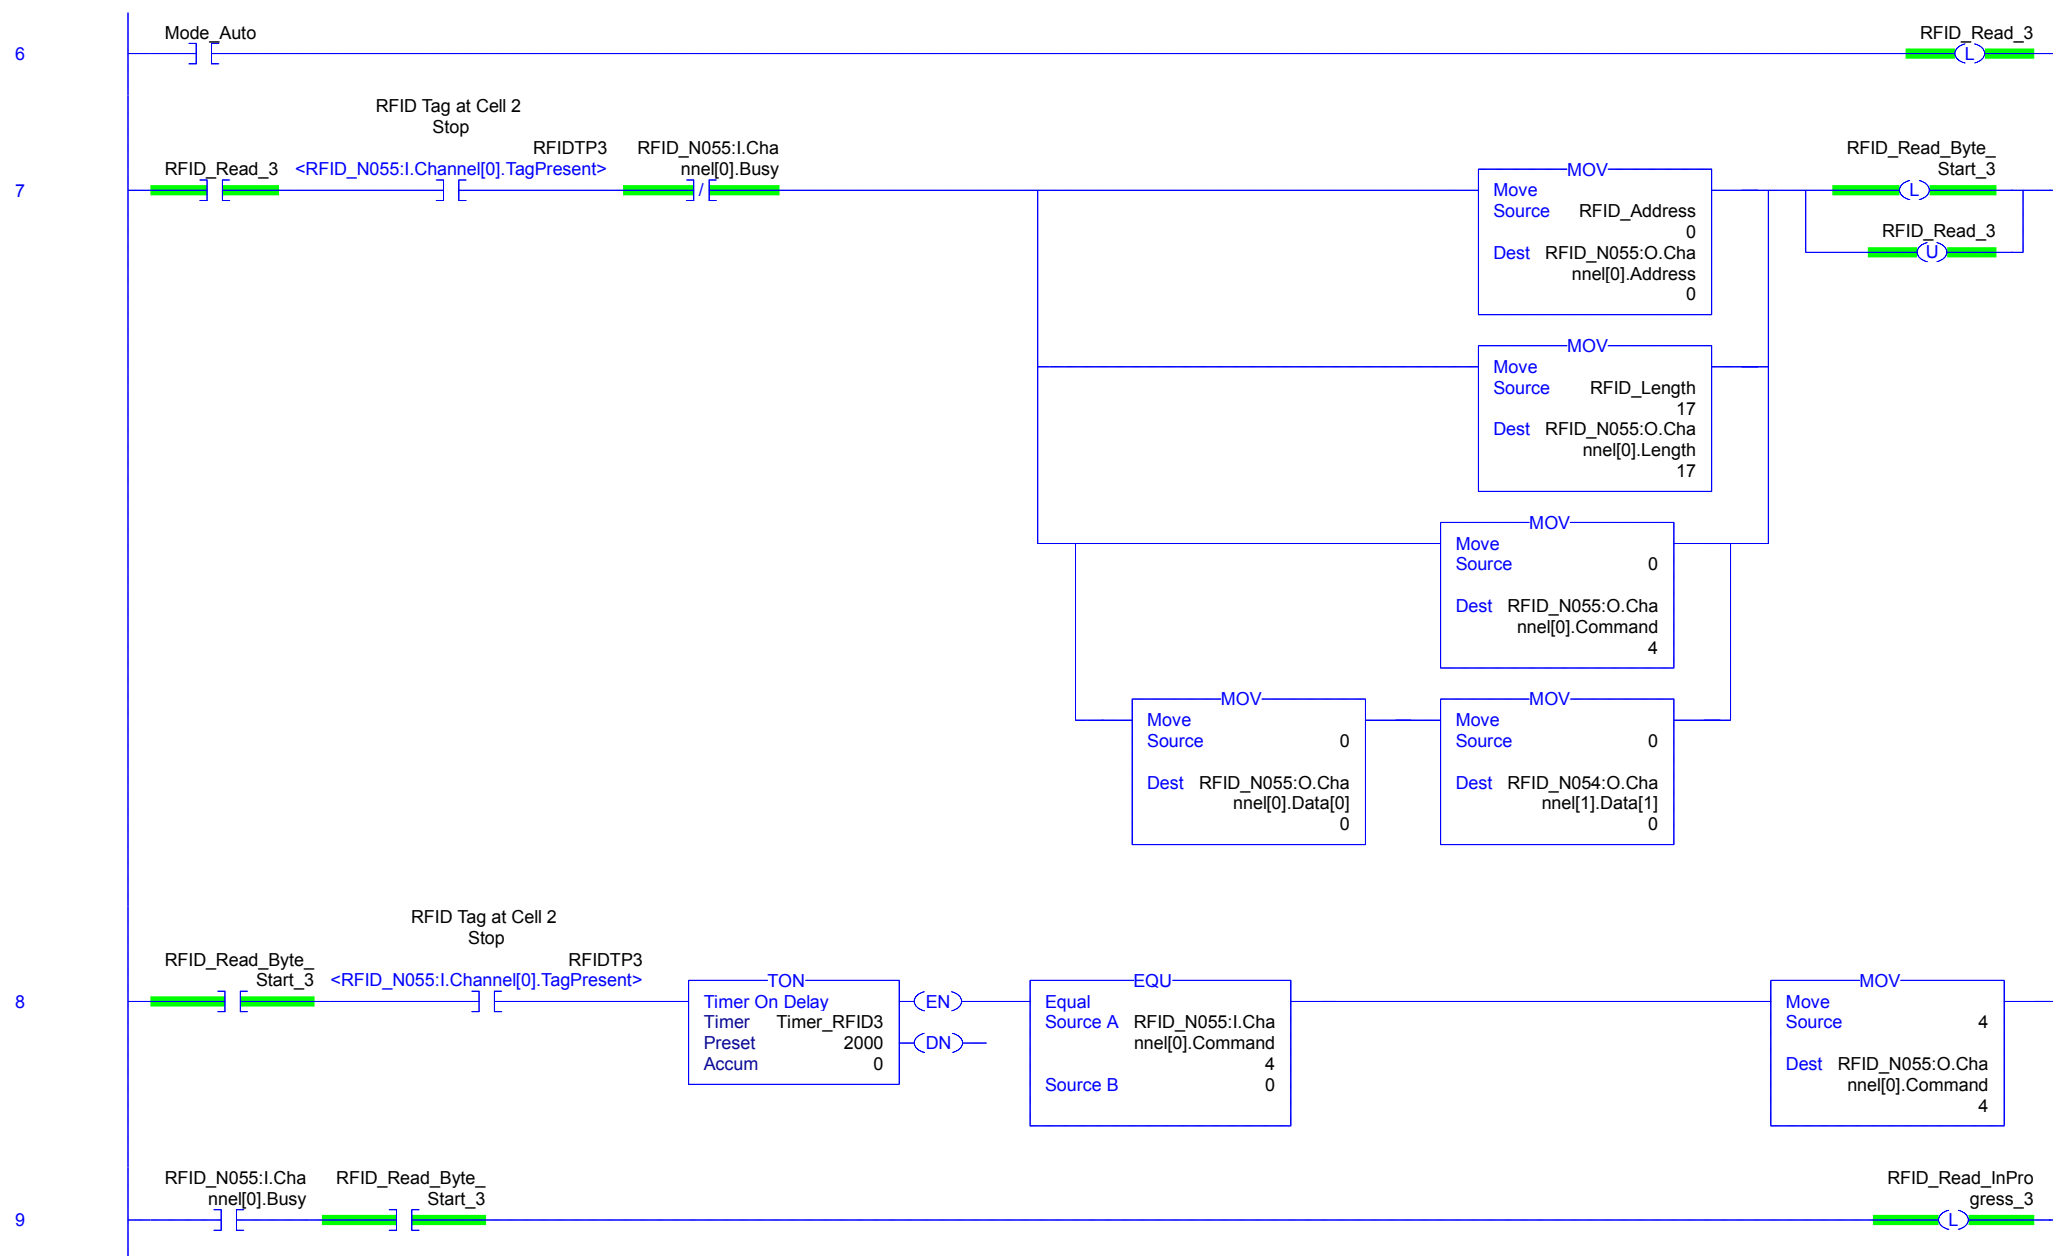 Mode_Auto
RFID_Read_3
6
L
RFID Tag at Cell 2
Stop
RFIDTP3
RFID_N055:I.Cha
RFID_Read_3
<RFID_N055:I.Channel[0].TagPresent>
nnel[0].Busy
7
/
MOV
Move
Source RFID_Address
0
Dest RFID_N055:O.Cha
nnel[0].Address
0
RFID_Read_Byte_
Start_3
L
RFID_Read_3
U
MOV
Move
Source RFID_Length
17
Dest RFID_N055:O.Cha
nnel[0].Length
17
MOV
Move
Source 0
Dest RFID_N055:O.Cha
nnel[0].Command
4
MOV
Move
Source 0
Dest RFID_N055:O.Cha
nnel[0].Data[0]
0
MOV
Move
Source 0
Dest RFID_N054:O.Cha
nnel[1].Data[1]
0
RFID Tag at Cell 2
Stop
RFIDTP3
RFID_Read_Byte_
Start_3
<RFID_N055:I.Channel[0].TagPresent>
8
TON
Timer On Delay
Timer Timer_RFID3
Preset 2000
Accum 0
EN
DN
EQU
Equal
Source A RFID_N055:I.Cha
nnel[0].Command
4
Source B 0
MOV
Move
Source 4
Dest RFID_N055:O.Cha
nnel[0].Command
4
RFID_N055:I.Cha
nnel[0].Busy
RFID_Read_Byte_
Start_3
RFID_Read_InPro
gress_3
9
L